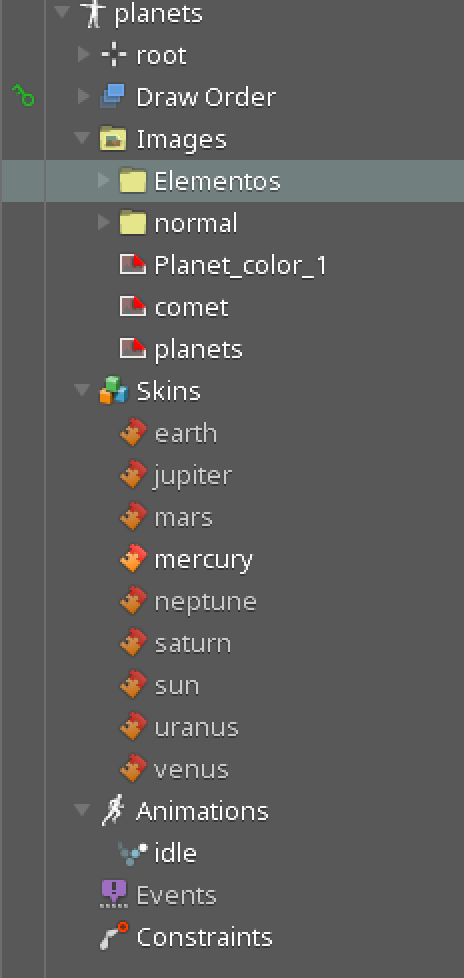 planets
root
Draw Order
Images
Elementos
normal
Planet_color_1
comet
planets
Skins
earth
jupiter
mars
mercury
neptune
saturn
sun
uranus
venus
Animations
idle
Events
Constraints